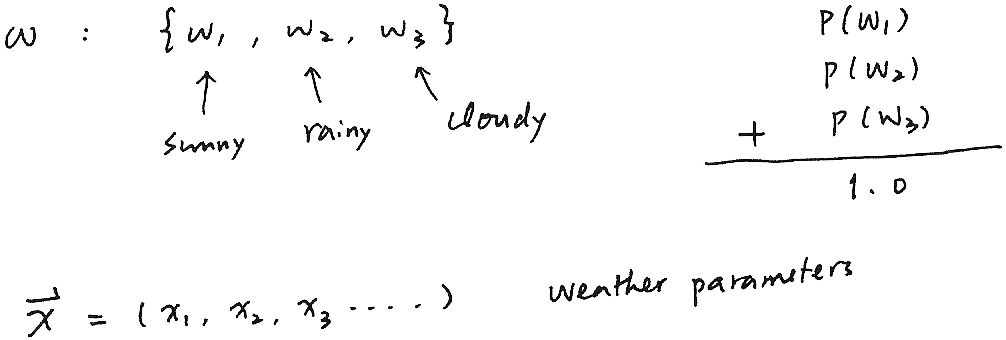 ω : { w₁ , w₂ , w₃ }
↑ ↑ ↖
sunny rainy cloudy
P(w₁)
P(w₂)
+ P(w₃)
1.0
x⃗ = ( x₁, x₂, x₃ ····· ) weather parameters